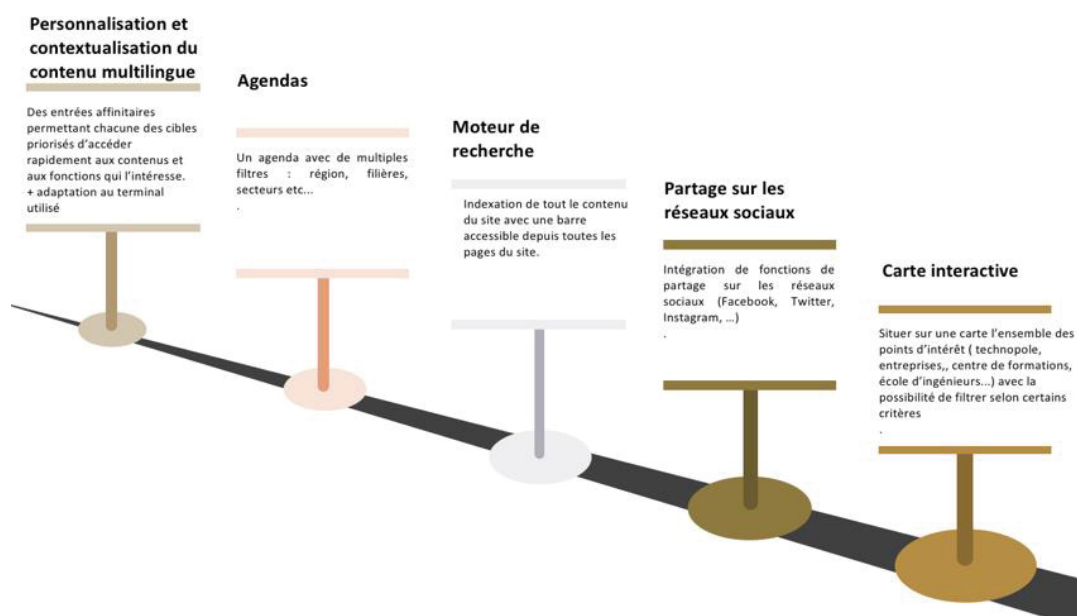 Personnalisation et
contextualisation du
contenu multilingue
Des entrées affinitaires
permettant chacune des cibles
priorisés d’accéder
rapidement aux contenus et
aux fonctions qui l’intéresse.
+ adaptation au terminal
utilisé
Agendas
Un agenda avec de multiples
filtres : région, filières,
secteurs etc...
.
Moteur de
recherche
Indexation de tout le contenu
du site avec une barre
accessible depuis toutes les
pages du site.
Partage sur les
réseaux sociaux
Intégration de fonctions de
partage sur les réseaux
sociaux (Facebook, Twitter,
Instagram, ...)
.
Carte interactive
Situer sur une carte l’ensemble des
points d’intérêt ( technopole,
entreprises,, centre de formations,
école d’ingénieurs...) avec la
possibilité de filtrer selon certains
critères
.